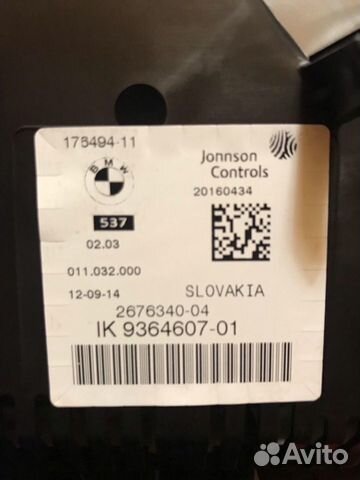 175494-11
BMW
Jonnson
Controls
20160434
537
02.03
011.032.000
12-09-14
SLOVAKIA
2676340-04
IK 9364607-01
Avito